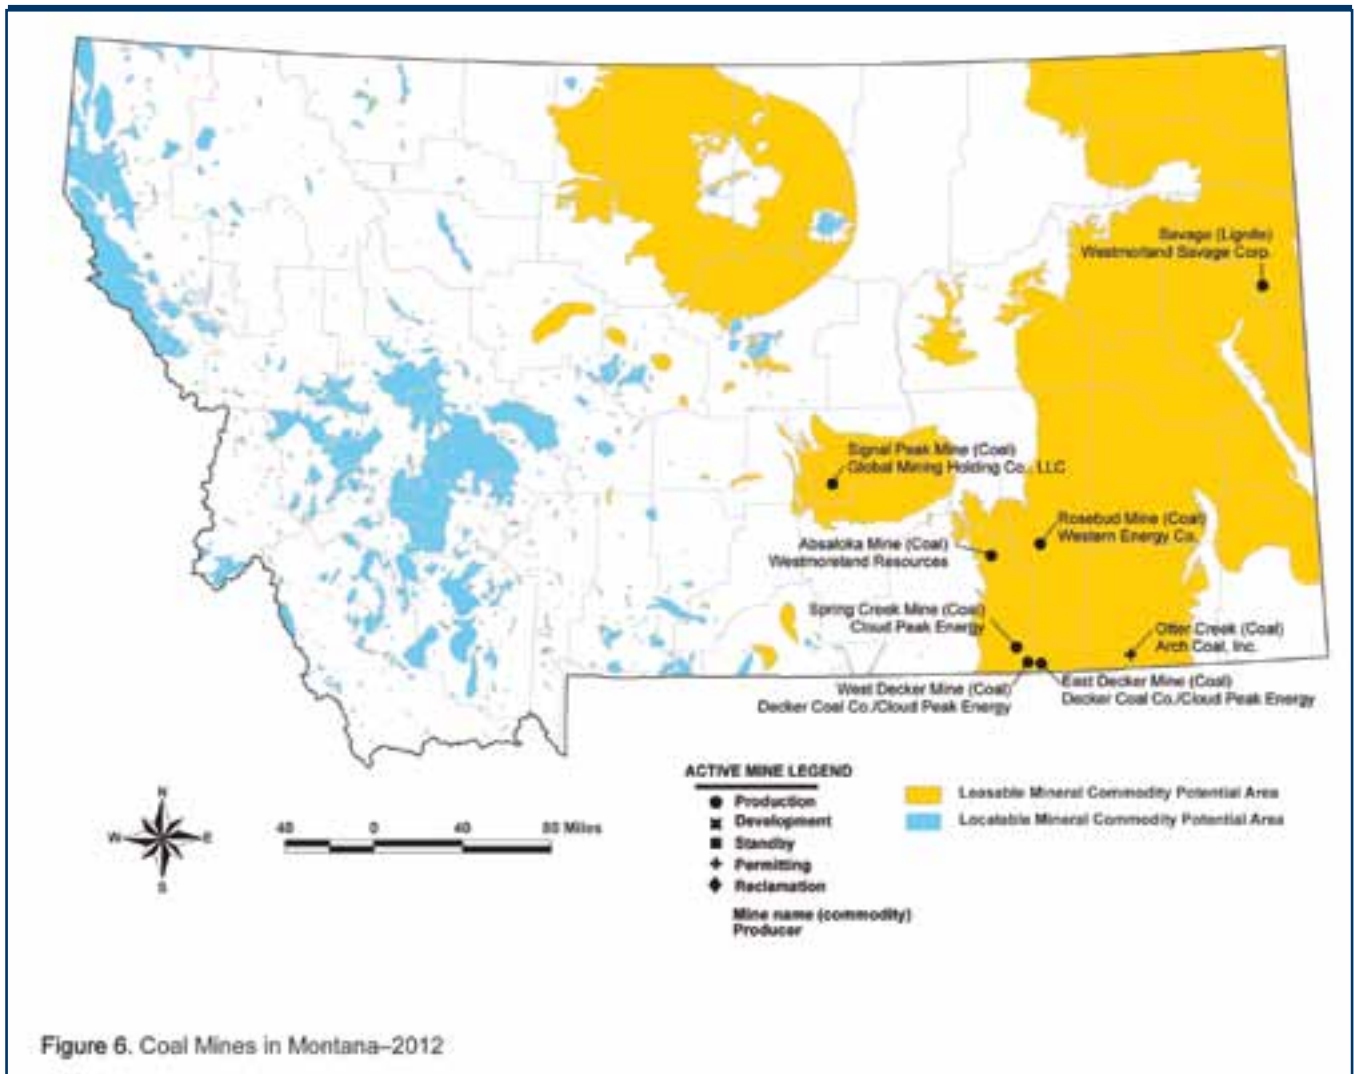 Savage (Lignite)
Westmorland Savage Corp.
Signal Peak Mine (Coal)
Global Mining Holding Co., LLC
Rosebud Mine (Coal)
Western Energy Co.
Absaloka Mine (Coal)
Westmoreland Resources
Spring Creek Mine (Coal)
Cloud Peak Energy
Otter Creek (Coal)
Arch Coal, Inc.
West Decker Mine (Coal)
Decker Coal Co./Cloud Peak Energy
East Decker Mine (Coal)
Decker Coal Co./Cloud Peak Energy
N
W
E
S
40 0 40 80 Miles
ACTIVE MINE LEGEND
Production
Development
Standby
Permitting
Reclamation
Mine name (commodity)
Producer
Leasable Mineral Commodity Potential Area
Locatable Mineral Commodity Potential Area
Figure 6. Coal Mines in Montana–2012